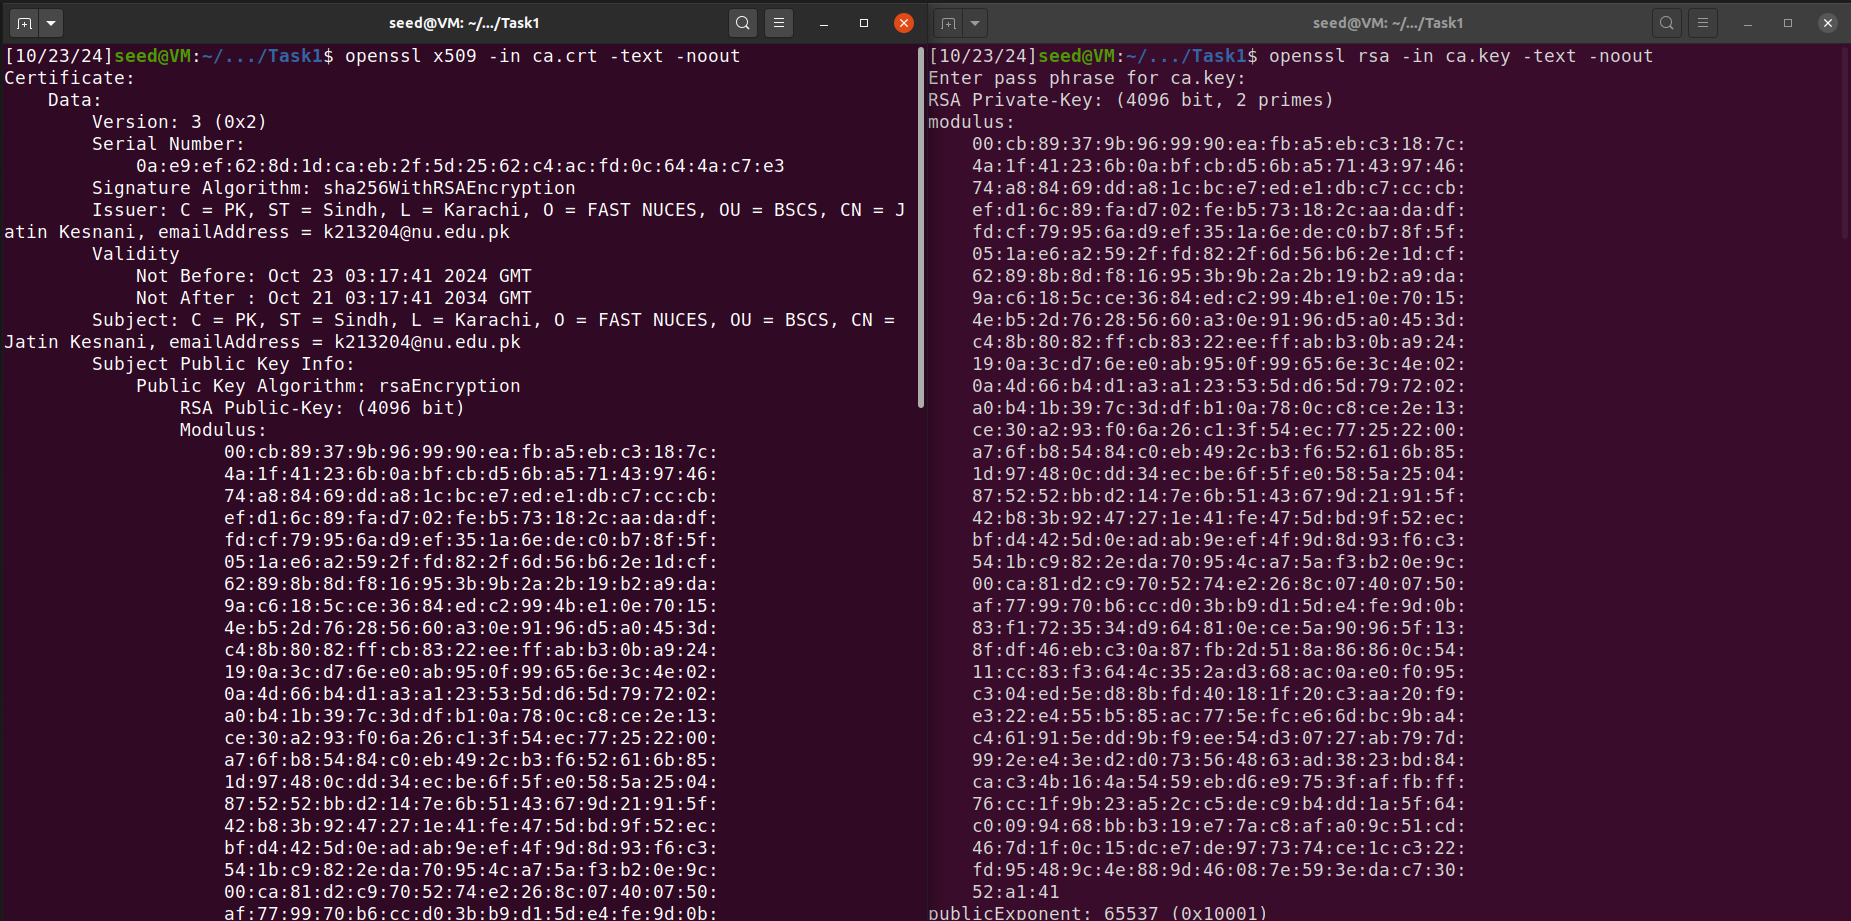 seed@VM: ~/.../Task1
[10/23/24]seed@VM:~/.../Task1$ openssl x509 -in ca.crt -text -noout
Certificate:
Data:
Version: 3 (0x2)
Serial Number:
0a:e9:ef:62:8d:1d:ca:eb:2f:5d:25:62:c4:ac:fd:0c:64:4a:c7:e3
Signature Algorithm: sha256WithRSAEncryption
Issuer: C = PK, ST = Sindh, L = Karachi, O = FAST NUCES, OU = BSCS, CN = J
atin Kesnani, emailAddress = k213204@nu.edu.pk
Validity
Not Before: Oct 23 03:17:41 2024 GMT
Not After : Oct 21 03:17:41 2034 GMT
Subject: C = PK, ST = Sindh, L = Karachi, O = FAST NUCES, OU = BSCS, CN =
Jatin Kesnani, emailAddress = k213204@nu.edu.pk
Subject Public Key Info:
Public Key Algorithm: rsaEncryption
RSA Public-Key: (4096 bit)
Modulus:
00:cb:89:37:9b:96:99:90:ea:fb:a5:eb:c3:18:7c:
4a:1f:41:23:6b:0a:bf:cb:d5:6b:a5:71:43:97:46:
74:a8:84:69:dd:a8:1c:bc:e7:ed:e1:db:c7:cc:cb:
ef:d1:6c:89:fa:d7:02:fe:b5:73:18:2c:aa:da:df:
fd:cf:79:95:6a:d9:ef:35:1a:6e:de:c0:b7:8f:5f:
05:1a:e6:a2:59:2f:fd:82:2f:6d:56:b6:2e:1d:cf:
62:89:8b:8d:f8:16:95:3b:9b:2a:2b:19:b2:a9:da:
9a:c6:18:5c:ce:36:84:ed:c2:99:4b:e1:0e:70:15:
4e:b5:2d:76:28:56:60:a3:0e:91:96:d5:a0:45:3d:
c4:8b:80:82:ff:cb:83:22:ee:ff:ab:b3:0b:a9:24:
19:0a:3c:d7:6e:e0:ab:95:0f:99:65:6e:3c:4e:02:
0a:4d:66:b4:d1:a3:a1:23:53:5d:d6:5d:79:72:02:
a0:b4:1b:39:7c:3d:df:b1:0a:78:0c:c8:ce:2e:13:
ce:30:a2:93:f0:6a:26:c1:3f:54:ec:77:25:22:00:
a7:6f:b8:54:84:c0:eb:49:2c:b3:f6:52:61:6b:85:
1d:97:48:0c:dd:34:ec:be:6f:5f:e0:58:5a:25:04:
87:52:52:bb:d2:14:7e:6b:51:43:67:9d:21:91:5f:
42:b8:3b:92:47:27:1e:41:fe:47:5d:bd:9f:52:ec:
bf:d4:42:5d:0e:ad:ab:9e:ef:4f:9d:8d:93:f6:c3:
54:1b:c9:82:2e:da:70:95:4c:a7:5a:f3:b2:0e:9c:
00:ca:81:d2:c9:70:52:74:e2:26:8c:07:40:07:50:
af:77:99:70:b6:cc:d0:3b:b9:d1:5d:e4:fe:9d:0b:
seed@VM: ~/.../Task1
[10/23/24]seed@VM:~/.../Task1$ openssl rsa -in ca.key -text -noout
Enter pass phrase for ca.key:
RSA Private-Key: (4096 bit, 2 primes)
modulus:
00:cb:89:37:9b:96:99:90:ea:fb:a5:eb:c3:18:7c:
4a:1f:41:23:6b:0a:bf:cb:d5:6b:a5:71:43:97:46:
74:a8:84:69:dd:a8:1c:bc:e7:ed:e1:db:c7:cc:cb:
ef:d1:6c:89:fa:d7:02:fe:b5:73:18:2c:aa:da:df:
fd:cf:79:95:6a:d9:ef:35:1a:6e:de:c0:b7:8f:5f:
05:1a:e6:a2:59:2f:fd:82:2f:6d:56:b6:2e:1d:cf:
62:89:8b:8d:f8:16:95:3b:9b:2a:2b:19:b2:a9:da:
9a:c6:18:5c:ce:36:84:ed:c2:99:4b:e1:0e:70:15:
4e:b5:2d:76:28:56:60:a3:0e:91:96:d5:a0:45:3d:
c4:8b:80:82:ff:cb:83:22:ee:ff:ab:b3:0b:a9:24:
19:0a:3c:d7:6e:e0:ab:95:0f:99:65:6e:3c:4e:02:
0a:4d:66:b4:d1:a3:a1:23:53:5d:d6:5d:79:72:02:
a0:b4:1b:39:7c:3d:df:b1:0a:78:0c:c8:ce:2e:13:
ce:30:a2:93:f0:6a:26:c1:3f:54:ec:77:25:22:00:
a7:6f:b8:54:84:c0:eb:49:2c:b3:f6:52:61:6b:85:
1d:97:48:0c:dd:34:ec:be:6f:5f:e0:58:5a:25:04:
87:52:52:bb:d2:14:7e:6b:51:43:67:9d:21:91:5f:
42:b8:3b:92:47:27:1e:41:fe:47:5d:bd:9f:52:ec:
bf:d4:42:5d:0e:ad:ab:9e:ef:4f:9d:8d:93:f6:c3:
54:1b:c9:82:2e:da:70:95:4c:a7:5a:f3:b2:0e:9c:
00:ca:81:d2:c9:70:52:74:e2:26:8c:07:40:07:50:
af:77:99:70:b6:cc:d0:3b:b9:d1:5d:e4:fe:9d:0b:
83:f1:72:35:34:d9:64:81:0e:ce:5a:90:96:5f:13:
8f:df:46:eb:c3:0a:87:fb:2d:51:8a:86:86:0c:54:
11:cc:83:f3:64:4c:35:2a:d3:68:ac:0a:e0:f0:95:
c3:04:ed:5e:d8:8b:fd:40:18:1f:20:c3:aa:20:f9:
e3:22:e4:55:b5:85:ac:77:5e:fc:e6:6d:bc:9b:a4:
c4:61:91:5e:dd:9b:f9:ee:54:d3:07:27:ab:79:7d:
99:2e:e4:3e:d2:d0:73:56:48:63:ad:38:23:bd:84:
ca:c3:4b:16:4a:54:59:eb:d6:e9:75:3f:af:fb:ff:
76:cc:1f:9b:23:a5:2c:c5:de:c9:b4:dd:1a:5f:64:
c0:09:94:68:bb:b3:19:e7:7a:c8:af:a0:9c:51:cd:
46:7d:1f:0c:15:dc:e7:de:97:73:74:ce:1c:c3:22:
fd:95:48:9c:4e:88:9d:46:08:7e:59:3e:da:c7:30:
52:a1:41
publicExponent: 65537 (0x10001)